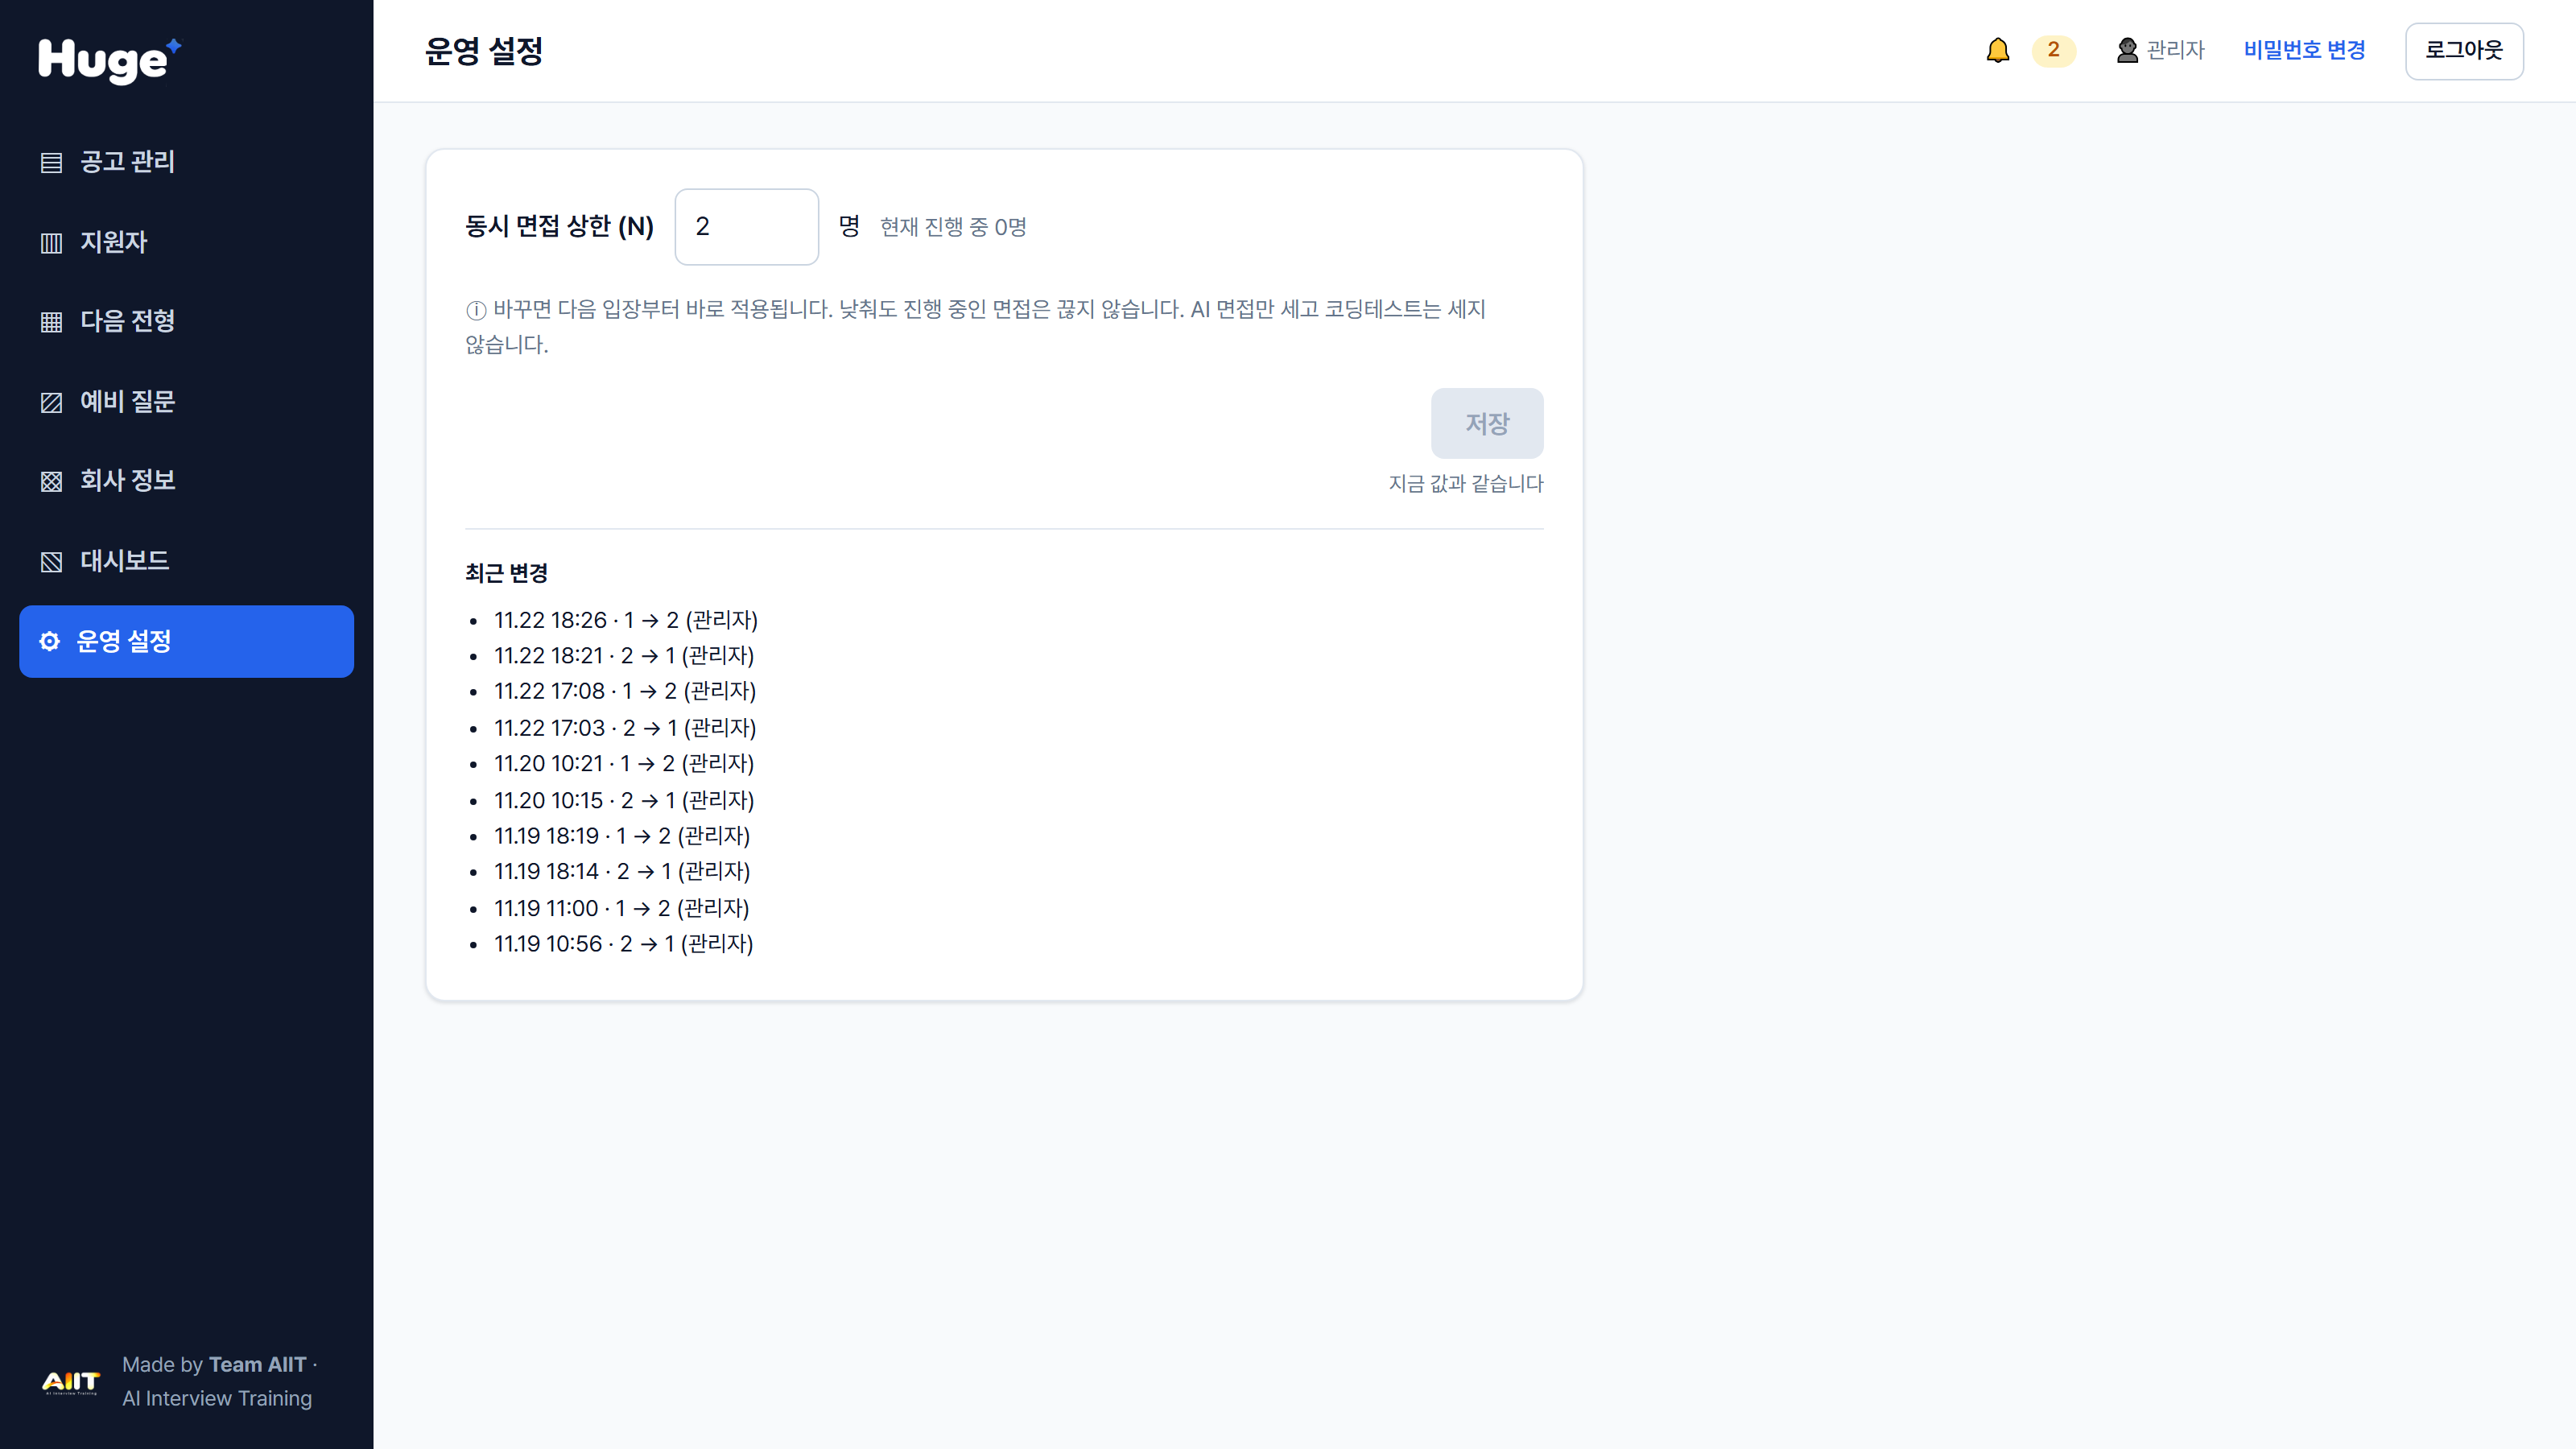 Huge
운영 설정
2
관리자
비밀번호 변경
로그아웃
공고 관리
지원자
다음 전형
예비 질문
회사 정보
대시보드
운영 설정
동시 면접 상한 (N)
2
명
현재 진행 중 0명
ⓘ 바꾸면 다음 입장부터 바로 적용됩니다. 낮춰도 진행 중인 면접은 끊지 않습니다. AI 면접만 세고 코딩테스트는 세지
않습니다.
저장
지금 값과 같습니다
최근 변경
• 11.22 18:26 · 1 → 2 (관리자)
• 11.22 18:21 · 2 → 1 (관리자)
• 11.22 17:08 · 1 → 2 (관리자)
• 11.22 17:03 · 2 → 1 (관리자)
• 11.20 10:21 · 1 → 2 (관리자)
• 11.20 10:15 · 2 → 1 (관리자)
• 11.19 18:19 · 1 → 2 (관리자)
• 11.19 18:14 · 2 → 1 (관리자)
• 11.19 11:00 · 1 → 2 (관리자)
• 11.19 10:56 · 2 → 1 (관리자)
AIIT
AI Interview Training
Made by Team AIIT ·
AI Interview Training